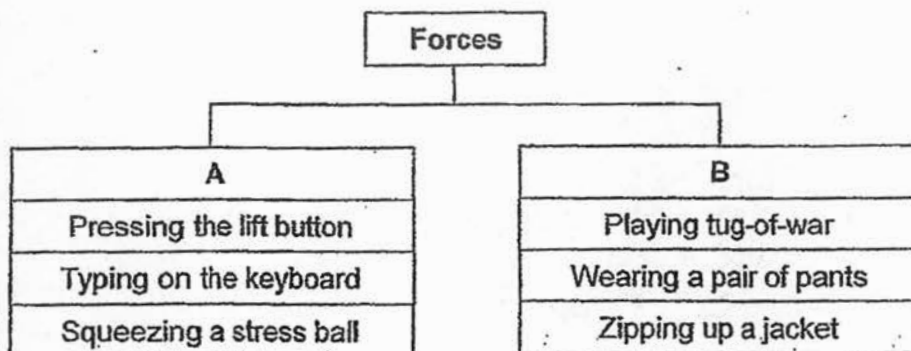 Forces
A
Pressing the lift button
Typing on the keyboard
Squeezing a stress ball
B
Playing tug-of-war
Wearing a pair of pants
Zipping up a jacket